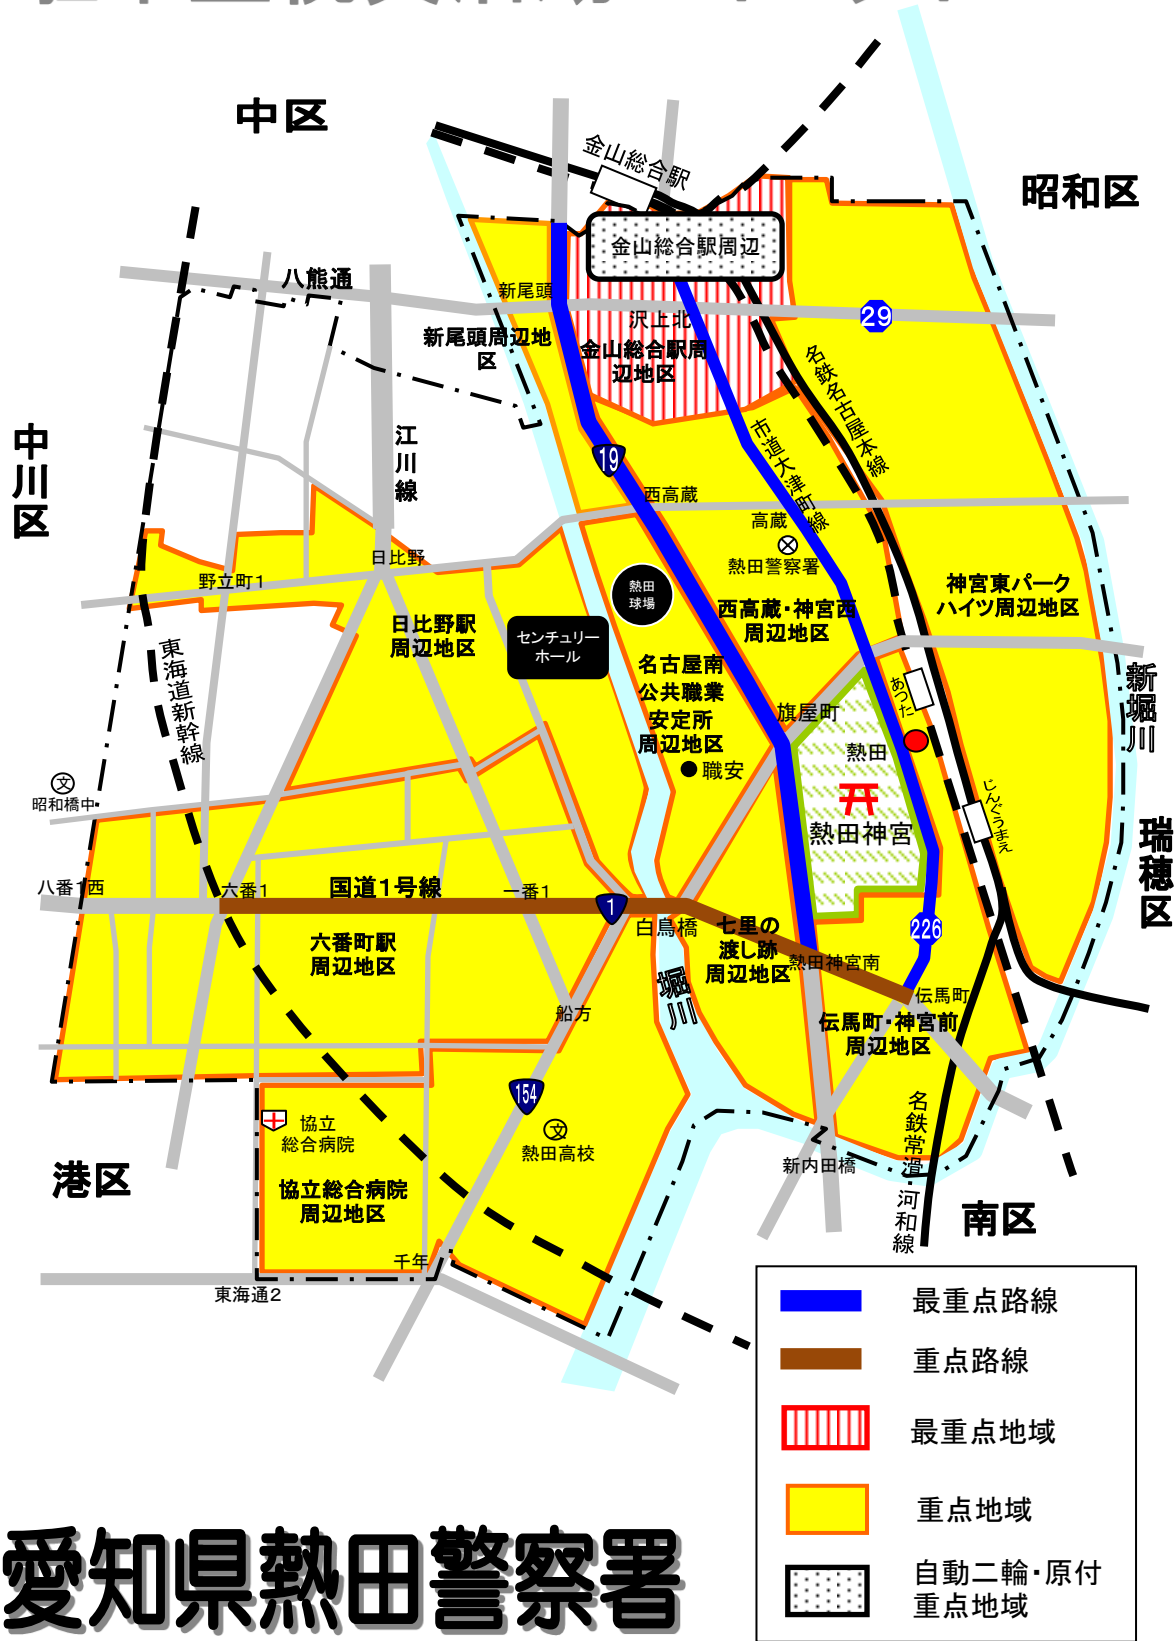 中区
金山総合駅
昭和区
金山総合駅周辺
八熊通
新尾頭
29
沢上北
新尾頭周辺地
区
金山総合駅周
辺地区
名鉄名古屋本線
中川区
江川線
19
市道大津町線
西高蔵
高蔵
日比野
熱田警察署
野立町1
熱田
球場
神宮東パーク
ハイツ周辺地区
西高蔵・神宮西
周辺地区
日比野駅
周辺地区
センチュリー
ホール
東海道新幹線
名古屋南
公共職業
安定所
周辺地区
新堀川
あつた
旗屋町
熱田
職安
文
昭和橋中
じんぐうまえ
熱田神宮
瑞穂区
八番1西
六番1
国道1号線
一番1
1
白鳥橋
七里の
渡し跡
周辺地区
226
六番町駅
周辺地区
熱田神宮南
堀川
伝馬町
船方
伝馬町・神宮前
周辺地区
154
名鉄常滑・河和線
協立
総合病院
文
熱田高校
新内田橋
港区
協立総合病院
周辺地区
南区
千年
東海通2
最重点路線
重点路線
最重点地域
重点地域
自動二輪・原付
重点地域
愛知県熱田警察署